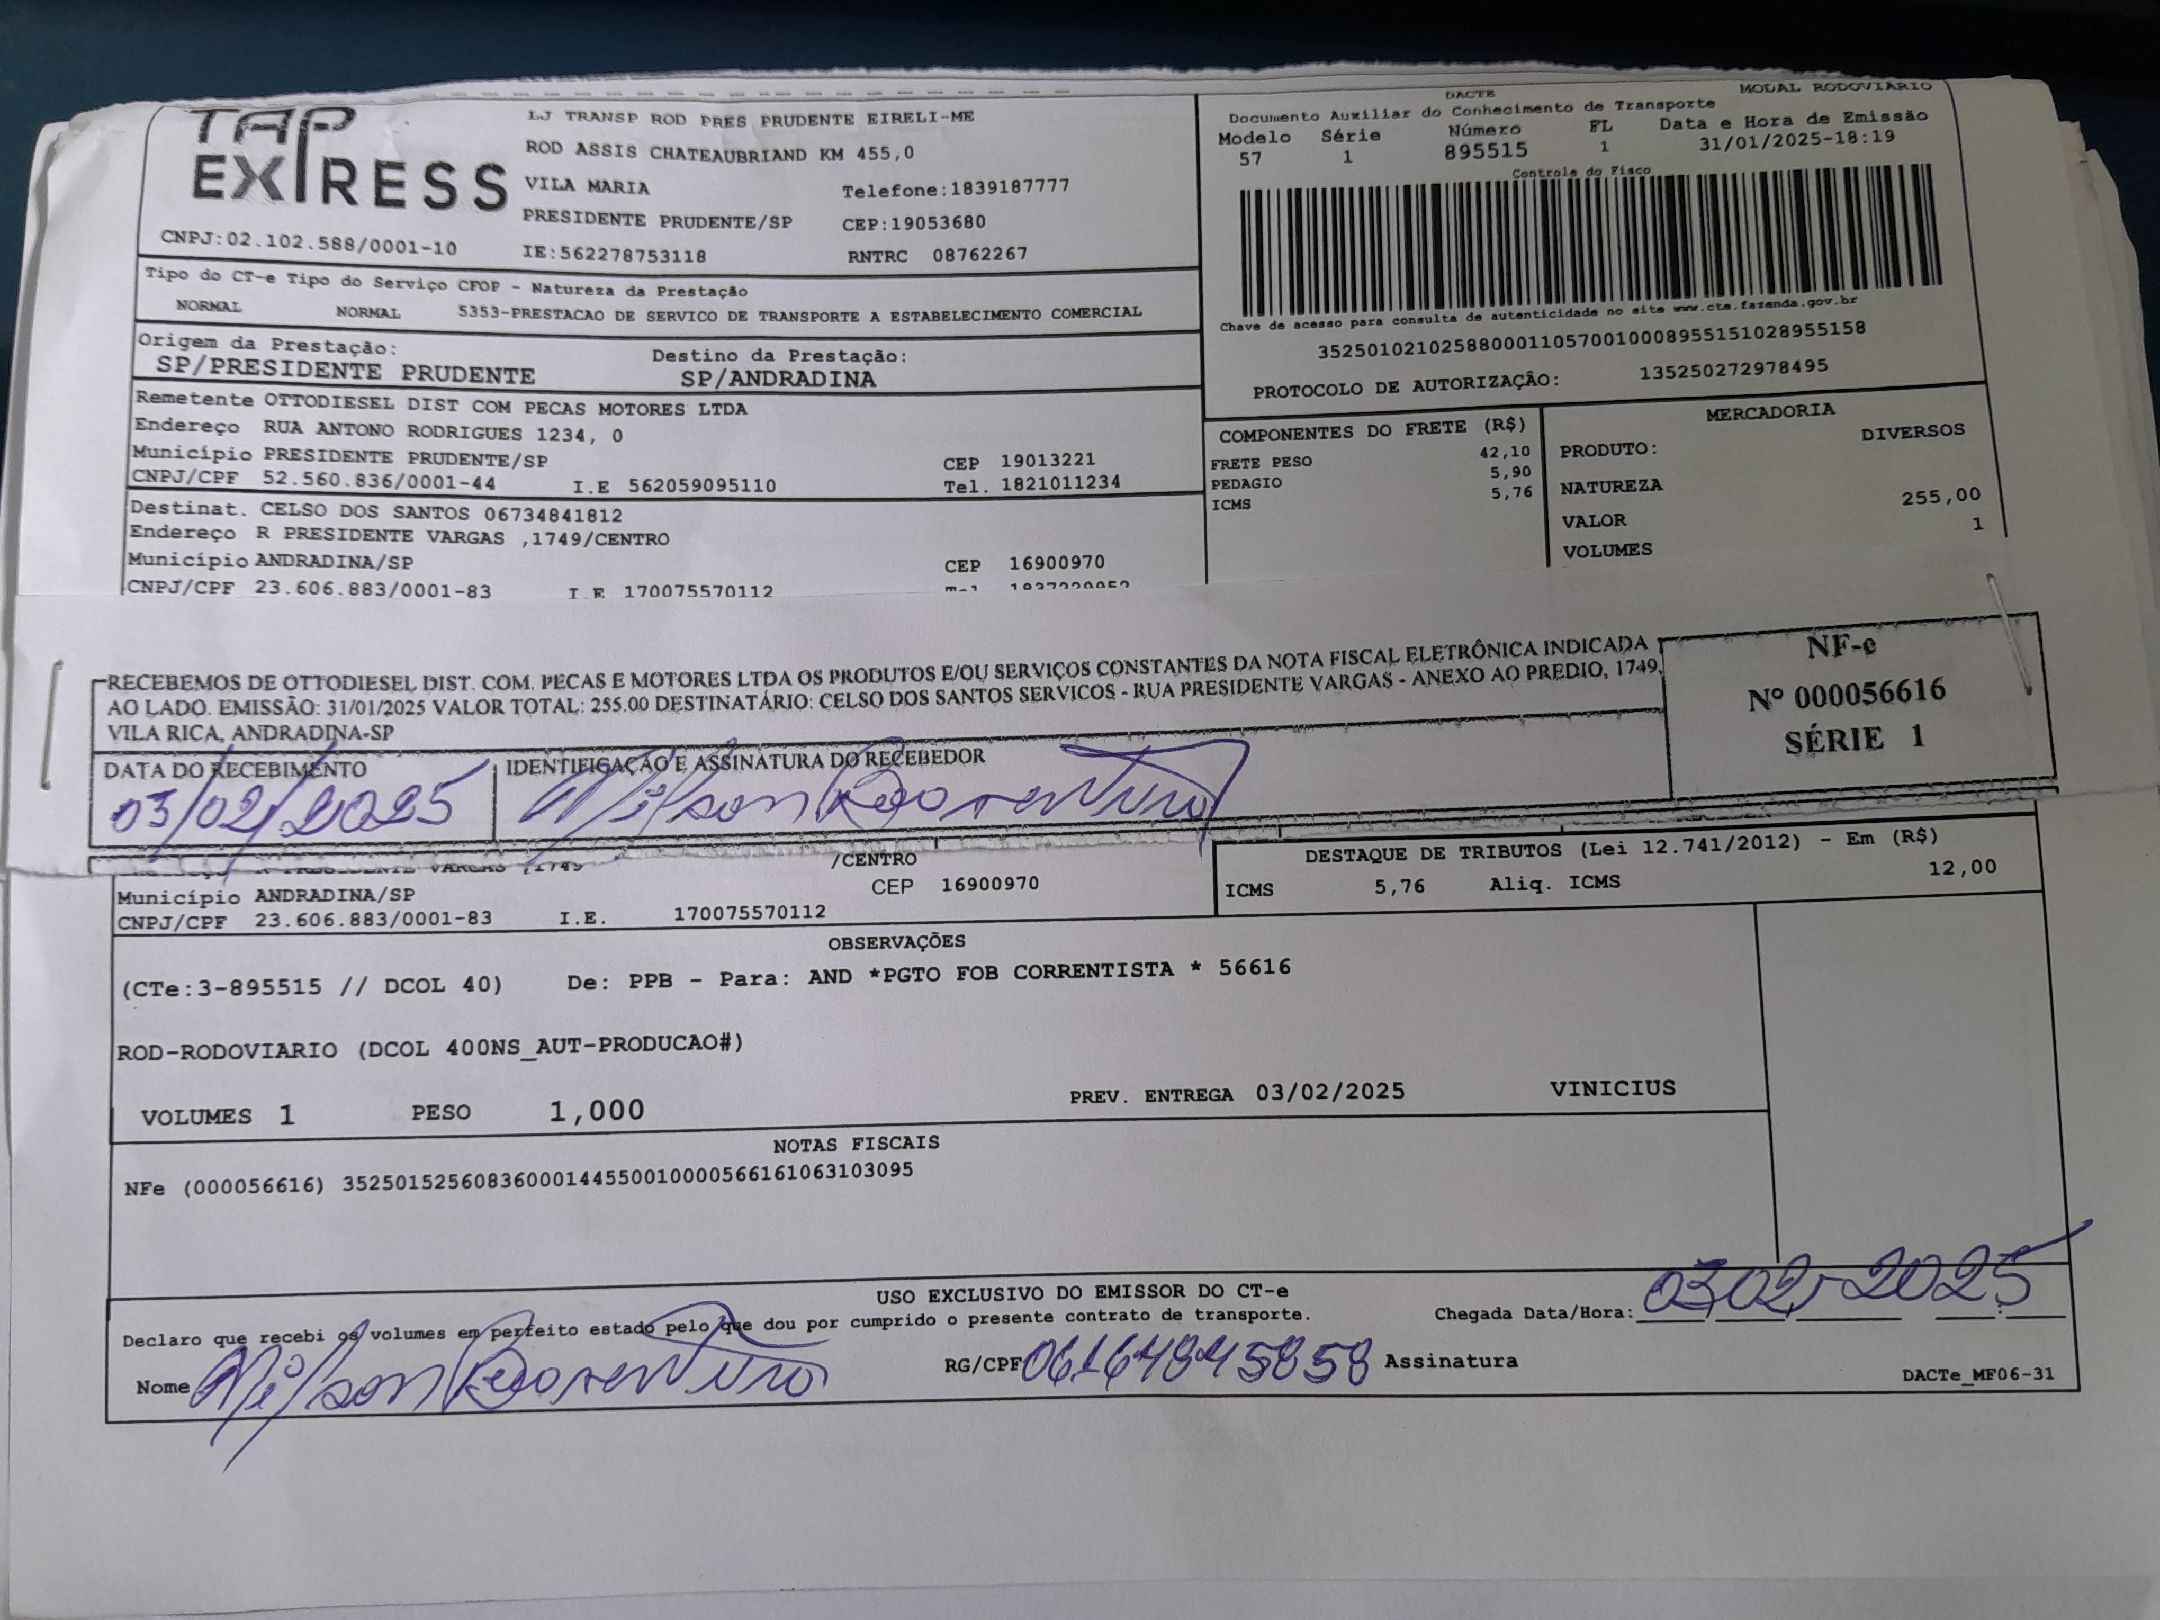 TAP
EXPRESS
LJ TRANSP ROD PRES PRUDENTE EIRELI-ME
ROD ASSIS CHATEAUBRIAND KM 455,0
VILA MARIA Telefone:1839187777
PRESIDENTE PRUDENTE/SP CEP:19053680
CNPJ:02.102.588/0001-10 IE:562278753118 RNTRC 08762267
DACTE MODAL RODOVIARIO
Documento Auxiliar do Conhecimento de Transporte
Modelo Série Número FL Data e Hora de Emissão
57 1 895515 1 31/01/2025-18:19
Controle do Fisco
Chave de acesso para consulta de autenticidade no site www.cte.fazenda.gov.br
35250102102588000110570010008955151028955158
PROTOCOLO DE AUTORIZAÇÃO: 135250272978495
Tipo do CT-e Tipo do Serviço CFOP - Natureza da Prestação
NORMAL NORMAL 5353-PRESTACAO DE SERVICO DE TRANSPORTE A ESTABELECIMENTO COMERCIAL
Origem da Prestação: Destino da Prestação:
SP/PRESIDENTE PRUDENTE SP/ANDRADINA
Remetente OTTODIESEL DIST COM PECAS MOTORES LTDA
Endereço RUA ANTONO RODRIGUES 1234, 0
Município PRESIDENTE PRUDENTE/SP CEP 19013221
CNPJ/CPF 52.560.836/0001-44 I.E 562059095110 Tel. 1821011234
Destinat. CELSO DOS SANTOS 06734841812
Endereço R PRESIDENTE VARGAS ,1749/CENTRO
Município ANDRADINA/SP CEP 16900970
CNPJ/CPF 23.606.883/0001-83 I E 170075570112
COMPONENTES DO FRETE (R$)
FRETE PESO 42,10
PEDAGIO 5,90
ICMS 5,76
MERCADORIA
PRODUTO: DIVERSOS
NATUREZA
VALOR 255,00
VOLUMES 1
RECEBEMOS DE OTTODIESEL DIST. COM. PECAS E MOTORES LTDA OS PRODUTOS E/OU SERVIÇOS CONSTANTES DA NOTA FISCAL ELETRÔNICA INDICADA
AO LADO. EMISSÃO: 31/01/2025 VALOR TOTAL: 255.00 DESTINATÁRIO: CELSO DOS SANTOS SERVICOS - RUA PRESIDENTE VARGAS - ANEXO AO PREDIO, 1749,
VILA RICA, ANDRADINA-SP
NF-e
Nº 000056616
SÉRIE 1
DATA DO RECEBIMENTO IDENTIFICAÇÃO E ASSINATURA DO RECEBEDOR
03/02/2025 Nilson
/CENTRO
Município ANDRADINA/SP CEP 16900970
CNPJ/CPF 23.606.883/0001-83 I.E. 170075570112
DESTAQUE DE TRIBUTOS (Lei 12.741/2012) - Em (R$)
ICMS 5,76 Aliq. ICMS 12,00
OBSERVAÇÕES
(CTe:3-895515 // DCOL 40) De: PPB - Para: AND *PGTO FOB CORRENTISTA * 56616
ROD-RODOVIARIO (DCOL 400NS_AUT-PRODUCAO#)
VOLUMES 1 PESO 1,000 PREV. ENTREGA 03/02/2025 VINICIUS
NOTAS FISCAIS
NFe (000056616) 35250152560836000144550010000566161063103095
USO EXCLUSIVO DO EMISSOR DO CT-e
Declaro que recebi os volumes em perfeito estado pelo que dou por cumprido o presente contrato de transporte. Chegada Data/Hora: 03 02 2025
Nome Nilson RG/CPF Assinatura
DACTe_MF06-31